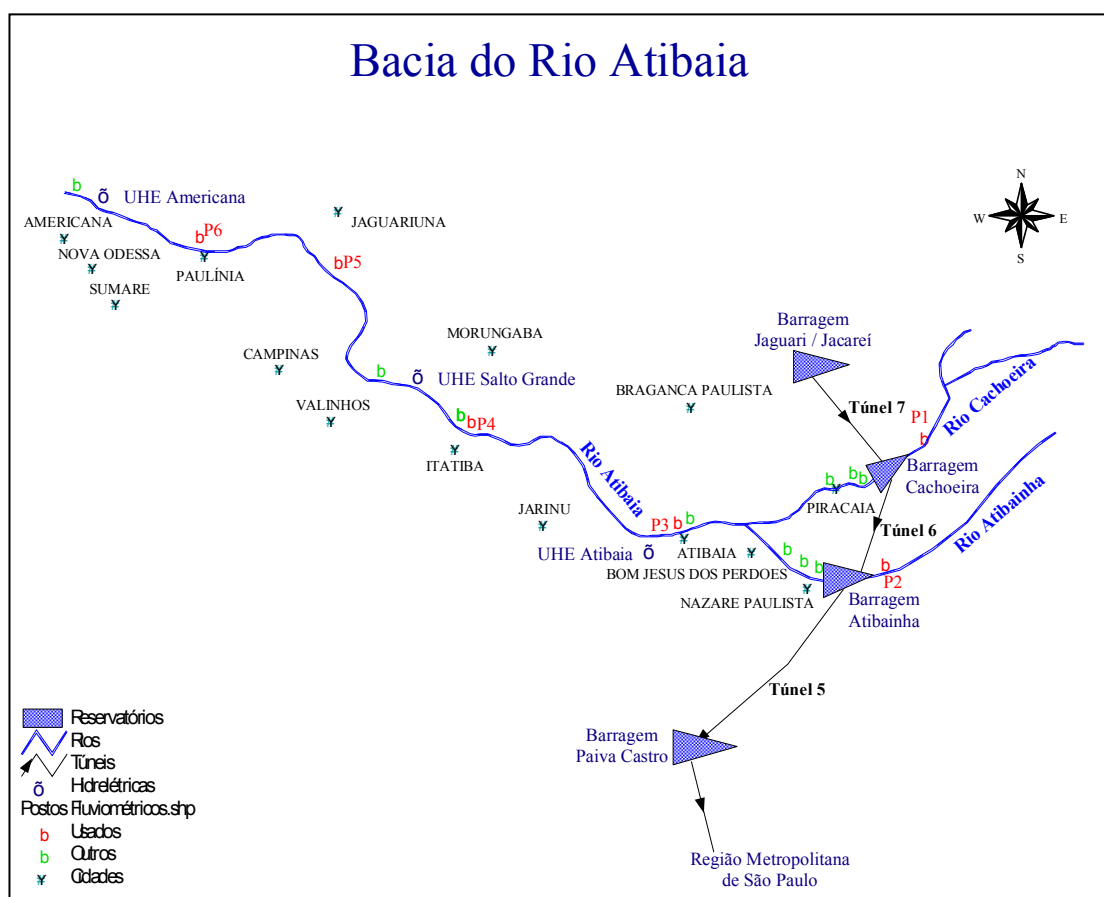 Bacia do Rio Atibaia
b
õ UHE Americana
N
W E
S
AMERICANA
JAGUARIUNA
b P6
NOVA ODESSA
PAULÍNIA
SUMARE
b P5
Barragem
Jaguari / Jacareí
MORUNGABA
CAMPINAS
b
õ UHE Salto Grande
BRAGANCA PAULISTA
Túnel 7
Rio Cachoeira
VALINHOS
b b P4
P1
b
ITATIBA
Rio Atibaia
Barragem
Cachoeira
b b b
PIRACAIA
JARINU
P3 b b
Túnel 6
Rio Atibainha
UHE Atibaia õ
ATIBAIA
BOM JESUS DOS PERDOES
b b b
b
P2
NAZARE PAULISTA
Barragem
Atibainha
Túnel 5
Barragem
Paiva Castro
Região Metropolitana
de São Paulo
Reservatórios
Rios
Túneis
õ Hidrelétricas
Postos Fluviométricos.shp
b Usados
b Outros
¥ Cidades